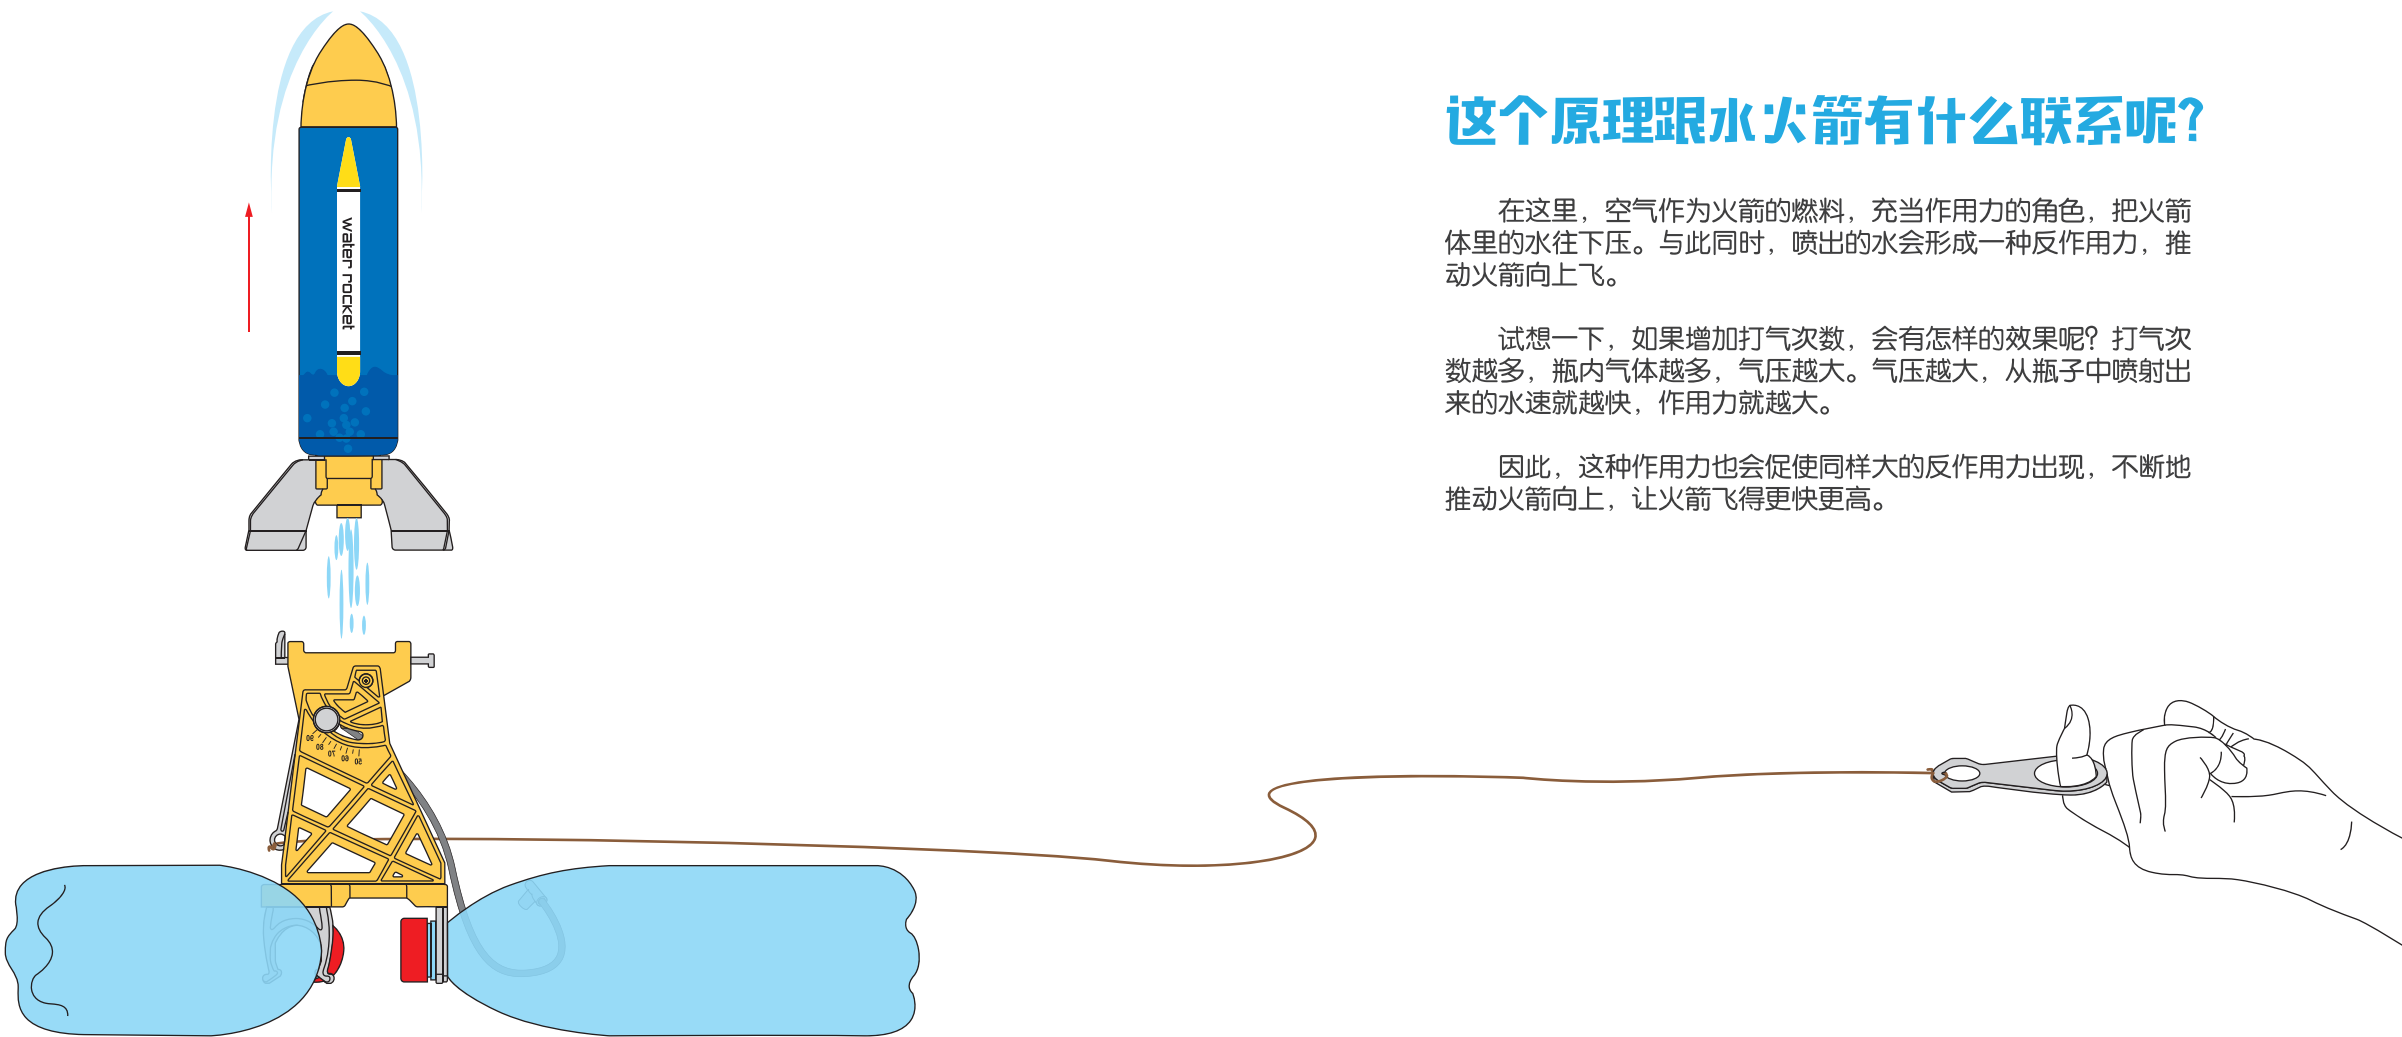 这个原理跟水火箭有什么联系呢？
在这里，空气作为火箭的燃料，充当作用力的角色，把火箭
体里的水往下压。与此同时，喷出的水会形成一种反作用力，推
动火箭向上飞。
试想一下，如果增加打气次数，会有怎样的效果呢？打气次
数越多，瓶内气体越多，气压越大。气压越大，从瓶子中喷射出
来的水速就越快，作用力就越大。
因此，这种作用力也会促使同样大的反作用力出现，不断地
推动火箭向上，让火箭飞得更快更高。
water rocket
90
80
70
60
50